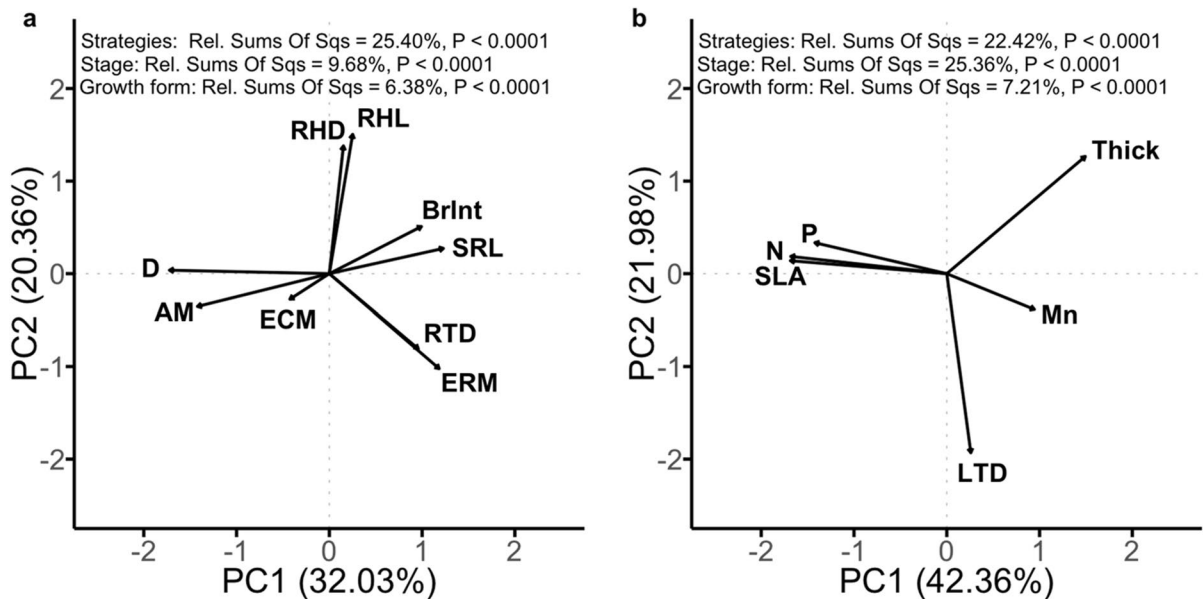 a
Strategies: Rel. Sums Of Sqs = 25.40%, P < 0.0001
Stage: Rel. Sums Of Sqs = 9.68%, P < 0.0001
Growth form: Rel. Sums Of Sqs = 6.38%, P < 0.0001
2
1
0
-1
-2
PC2 (20.36%)
RHD
RHL
BrInt
SRL
D
AM
ECM
RTD
ERM
-2
-1
0
1
2
PC1 (32.03%)
b
Strategies: Rel. Sums Of Sqs = 22.42%, P < 0.0001
Stage: Rel. Sums Of Sqs = 25.36%, P < 0.0001
Growth form: Rel. Sums Of Sqs = 7.21%, P < 0.0001
2
1
0
-1
-2
PC2 (21.98%)
Thick
P
N
SLA
Mn
LTD
-2
-1
0
1
2
PC1 (42.36%)